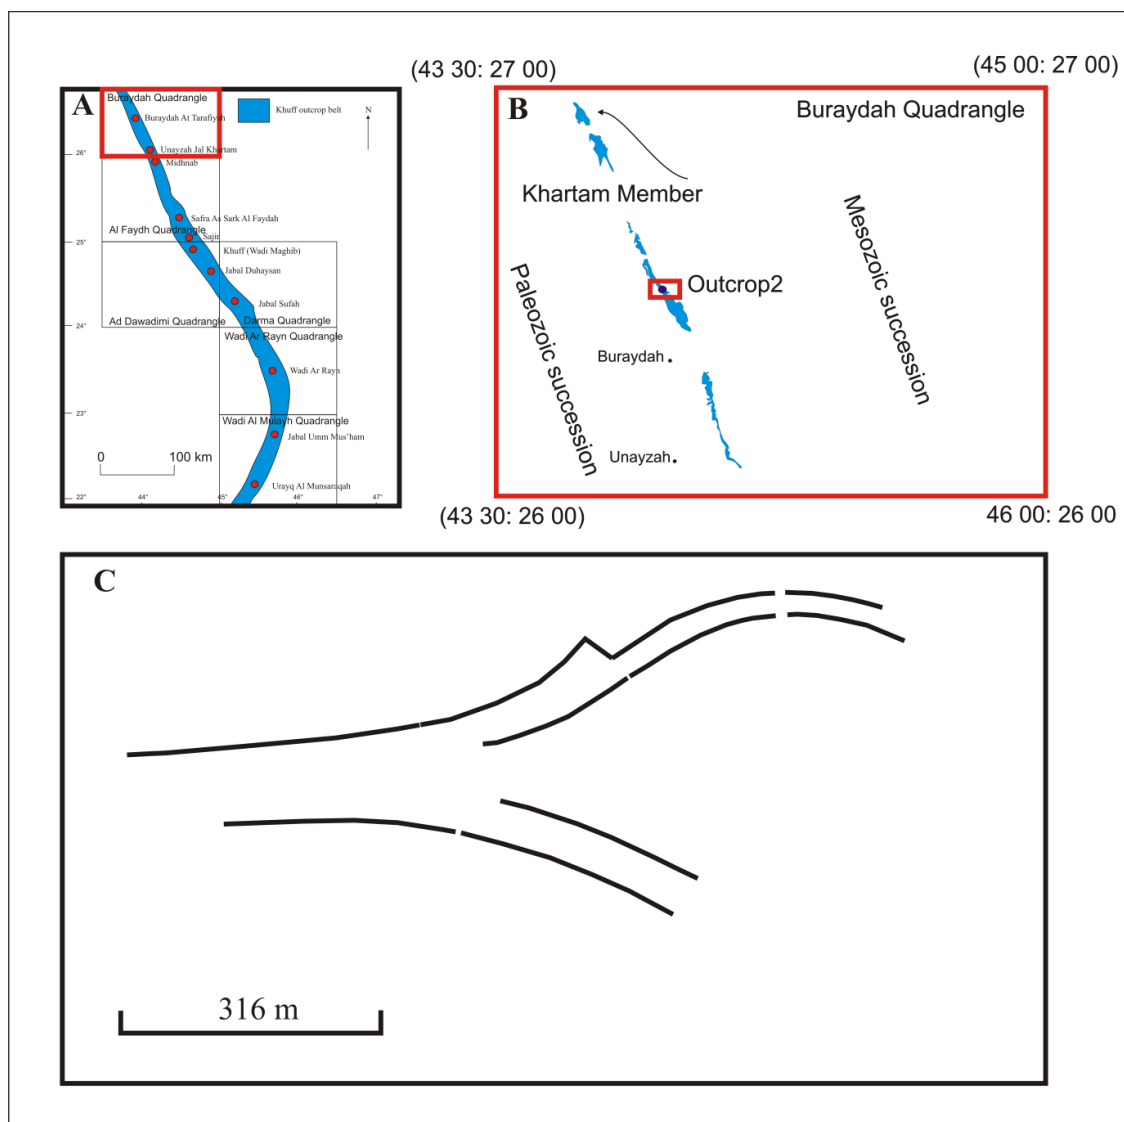 (43 30: 27 00)
(45 00: 27 00)
A
Buraydah Quadrangle
Khuff outcrop belt
N
Buraydah At Tarafiyah
Unayzah Jal Khartam
Midhnab
26°
Safra As Sark Al Faydah
Al Faydh Quadrangle
Sajir
25°
Khuff (Wadi Maghib)
Jabal Duhaysan
Jabal Sufah
Ad Dawadimi Quadrangle
Darma Quadrangle
24°
Wadi Ar Rayn Quadrangle
Wadi Ar Rayn
23°
Wadi Al Mulayh Quadrangle
Jabal Umm Mus'ham
0 100 km
Urayq Al Munsaraqah
22° 44° 45° 46° 47°
B
Buraydah Quadrangle
Khartam Member
Mesozoic succession
Paleozoic succession
Outcrop2
Buraydah
Unayzah
(43 30: 26 00)
46 00: 26 00
C
316 m